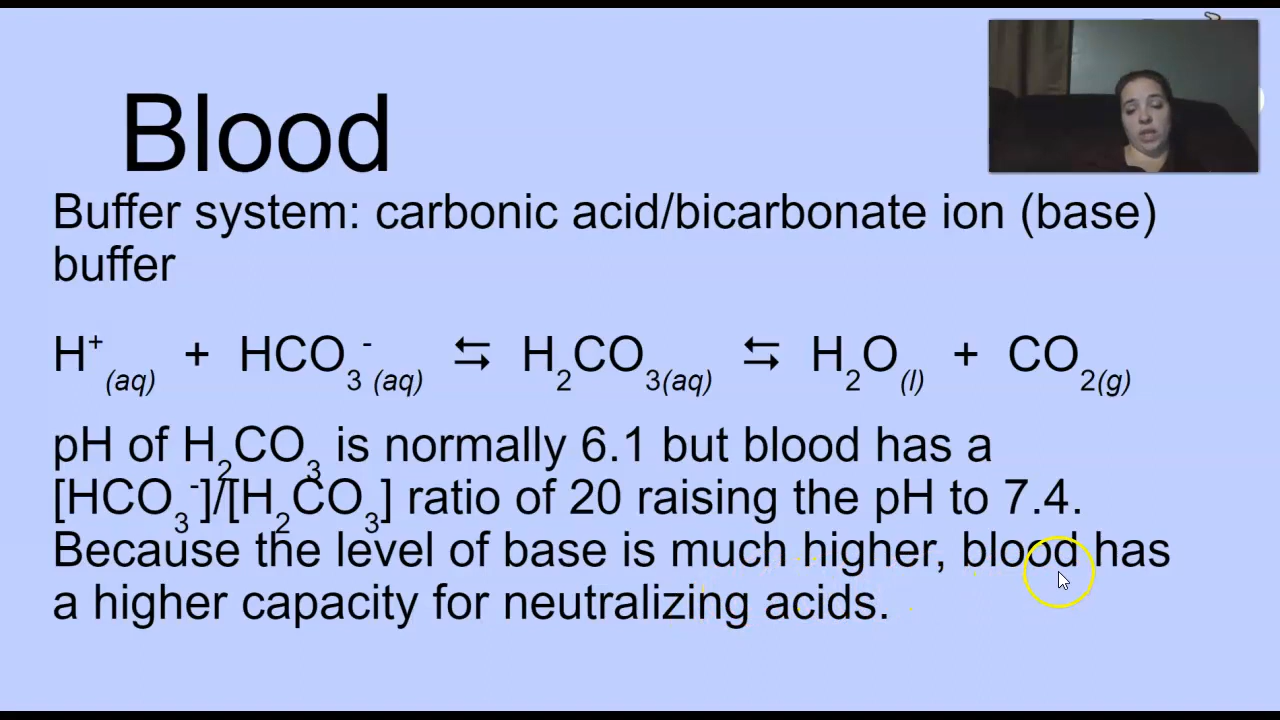 Blood
Buffer system: carbonic acid/bicarbonate ion (base)
buffer
H⁺(aq) + HCO₃⁻(aq) ⇆ H₂CO₃(aq) ⇆ H₂O(l) + CO₂(g)
pH of H₂CO₃ is normally 6.1 but blood has a
[HCO₃⁻]/[H₂CO₃] ratio of 20 raising the pH to 7.4.
Because the level of base is much higher, blood has
a higher capacity for neutralizing acids.